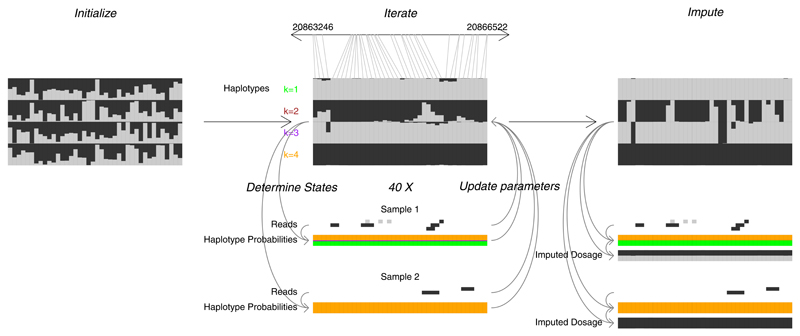 Initialize
Iterate
Impute
20863246
20866522
Haplotypes
k=1
k=2
k=3
k=4
Determine States
40 X
Update parameters
Sample 1
Reads
Haplotype Probabilities
Imputed Dosage
Sample 2
Reads
Haplotype Probabilities
Imputed Dosage